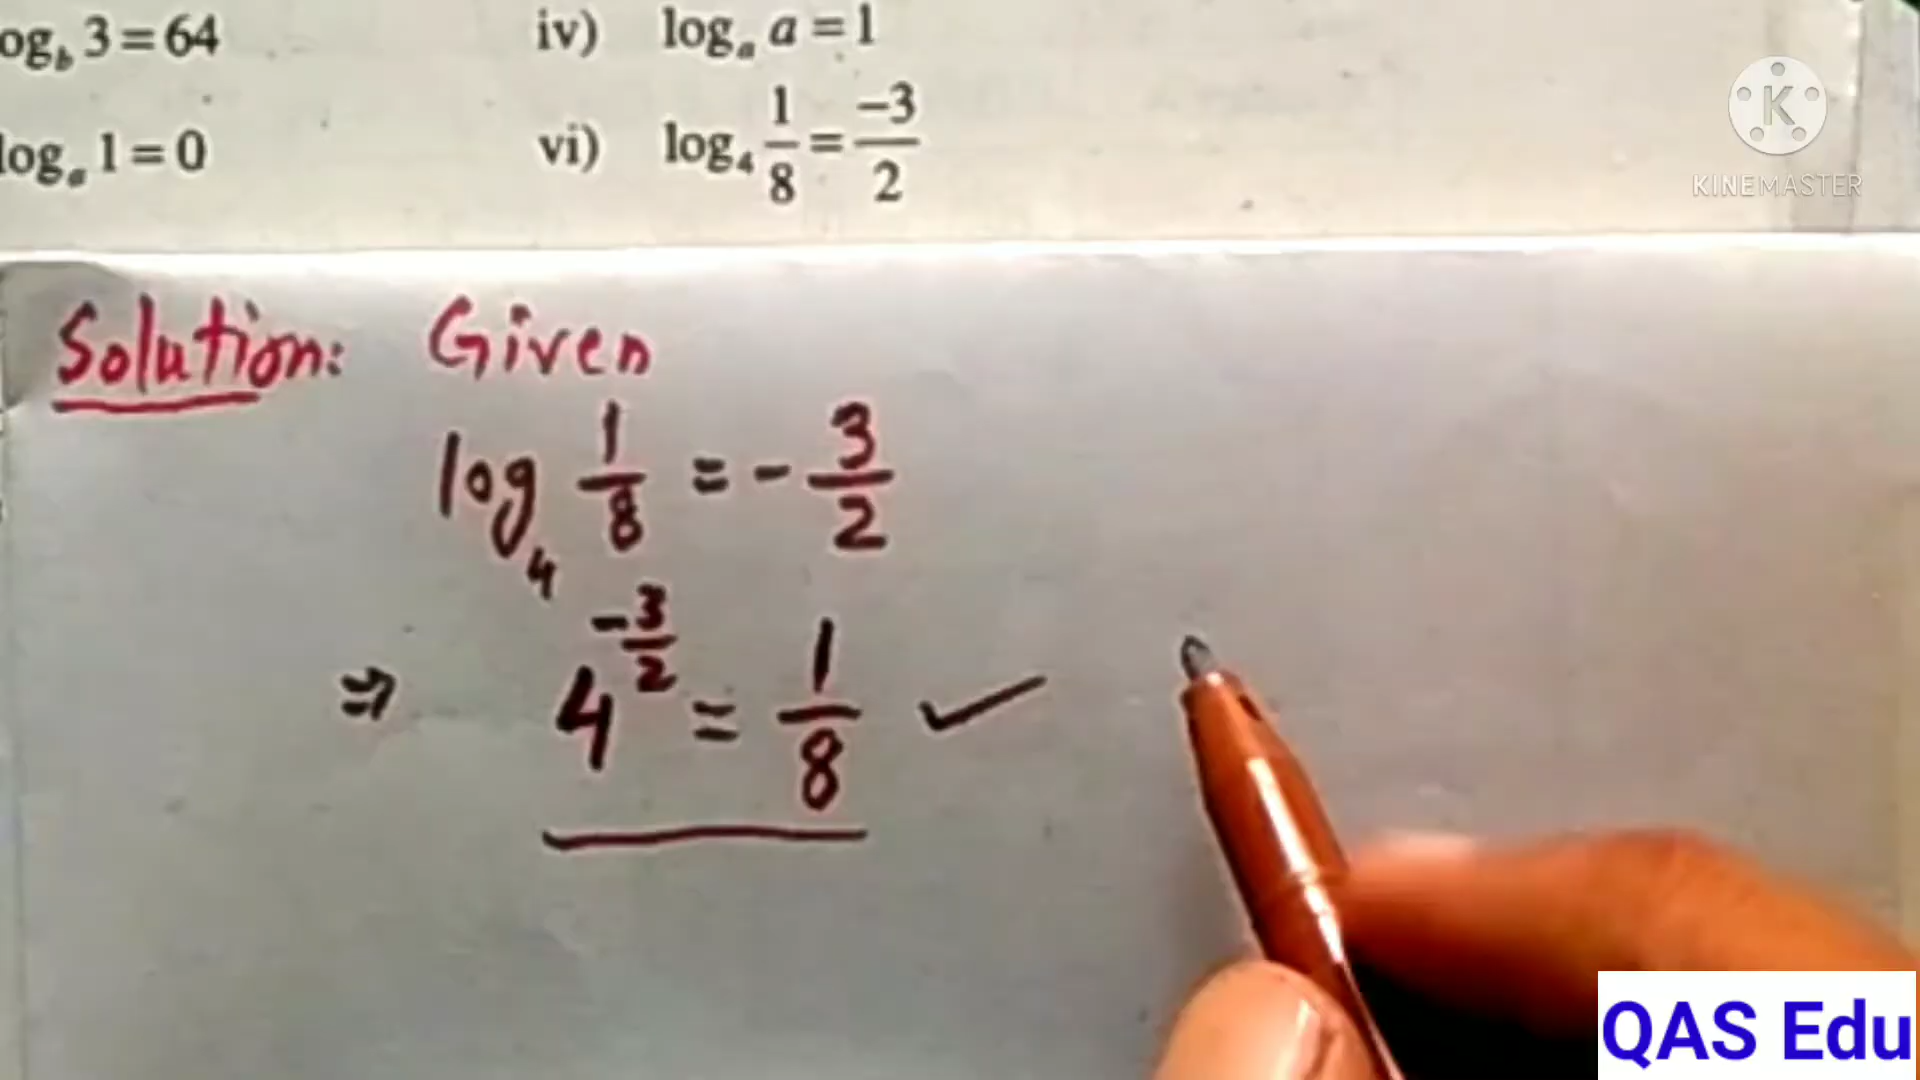 og_b 3 = 64
iv) log_a a = 1
log_a 1 = 0
vi) log_4 1/8 = -3/2
KINEMASTER
Solution: Given
log_4 1/8 = - 3/2
⇒ 4^(-3/2) = 1/8 ✓
QAS Edu